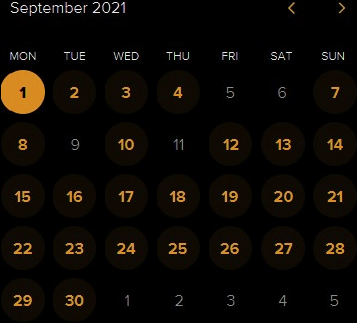 September 2021
MON TUE WED THU FRI SAT SUN
1 2 3 4 5 6 7
8 9 10 11 12 13 14
15 16 17 18 19 20 21
22 23 24 25 26 27 28
29 30 1 2 3 4 5